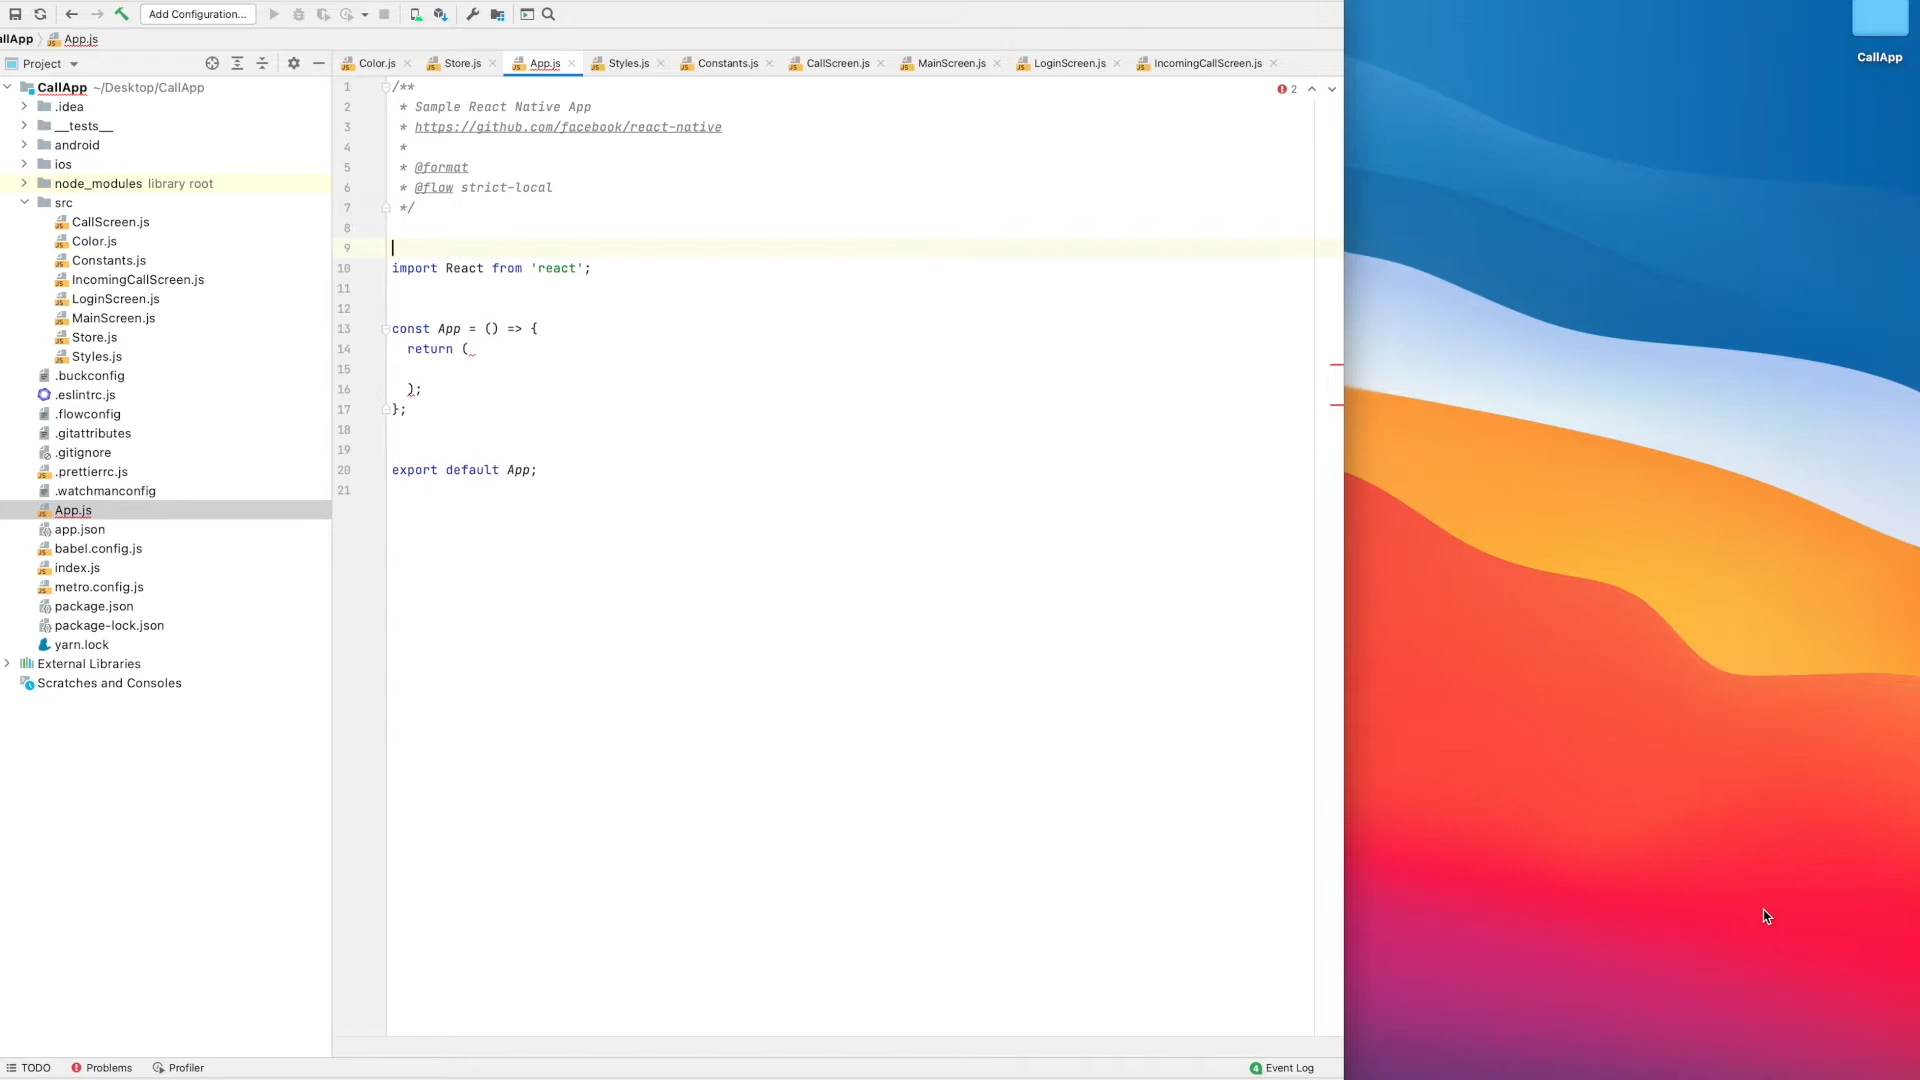 Add Configuration...
allApp
App.js
Project
Color.js
Store.js
App.js
Styles.js
Constants.js
CallScreen.js
MainScreen.js
LoginScreen.js
IncomingCallScreen.js
CallApp ~/Desktop/CallApp
.idea
__tests__
android
ios
node_modules library root
src
CallScreen.js
Color.js
Constants.js
IncomingCallScreen.js
LoginScreen.js
MainScreen.js
Store.js
Styles.js
.buckconfig
.eslintrc.js
.flowconfig
.gitattributes
.gitignore
.prettierrc.js
.watchmanconfig
App.js
app.json
babel.config.js
index.js
metro.config.js
package.json
package-lock.json
yarn.lock
External Libraries
Scratches and Consoles
1 /**
2 * Sample React Native App
3 * https://github.com/facebook/react-native
4 *
5 * @format
6 * @flow strict-local
7 */
8
9
10 import React from 'react';
11
12
13 const App = () => {
14 return (
15
16 );
17 };
18
19
20 export default App;
21
2
TODO
Problems
Profiler
4 Event Log
CallApp